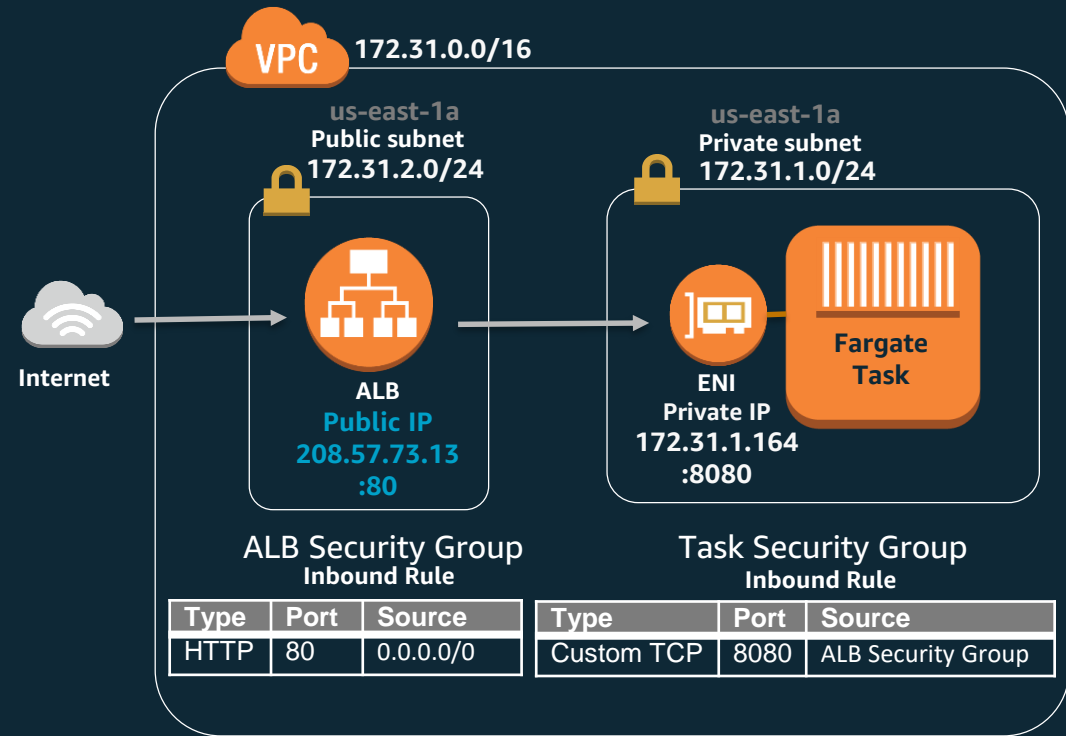 VPC
172.31.0.0/16
us-east-1a
Public subnet
172.31.2.0/24
us-east-1a
Private subnet
172.31.1.0/24
Internet
ALB
Public IP
208.57.73.13
:80
ENI
Private IP
172.31.1.164
:8080
Fargate
Task
ALB Security Group
Inbound Rule
Type Port Source
HTTP 80 0.0.0.0/0
Task Security Group
Inbound Rule
Type Port Source
Custom TCP 8080 ALB Security Group